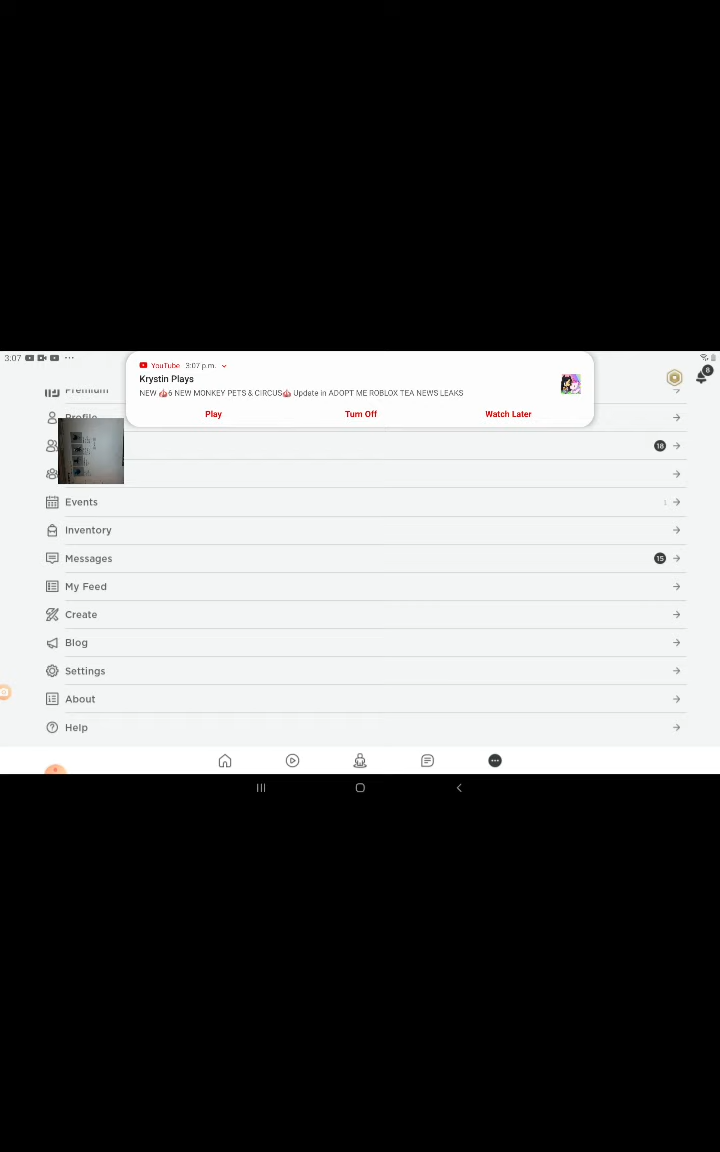 3:07
YouTube 3:07 p.m.
Krystin Plays
NEW 🎪6 NEW MONKEY PETS & CIRCUS🎪 Update in ADOPT ME ROBLOX TEA NEWS LEAKS
Play Turn Off Watch Later
8
Premium
Profile
18
Events 1
Inventory
Messages 15
My Feed
Create
Blog
Settings
About
Help